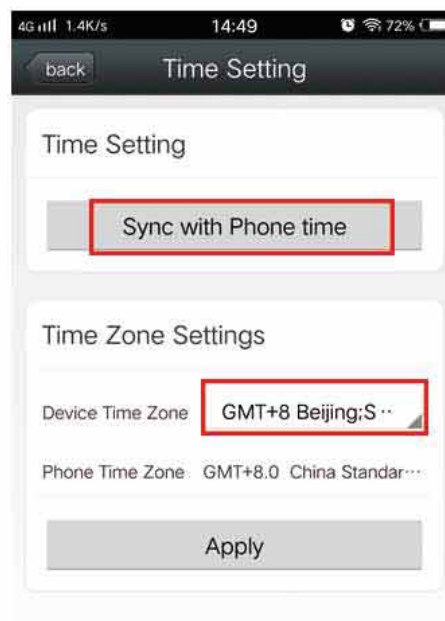 4G 1.4K/s 14:49 72%
back Time Setting
Time Setting
Sync with Phone time
Time Zone Settings
Device Time Zone GMT+8 Beijing;S ··
Phone Time Zone GMT+8.0 China Standar···
Apply